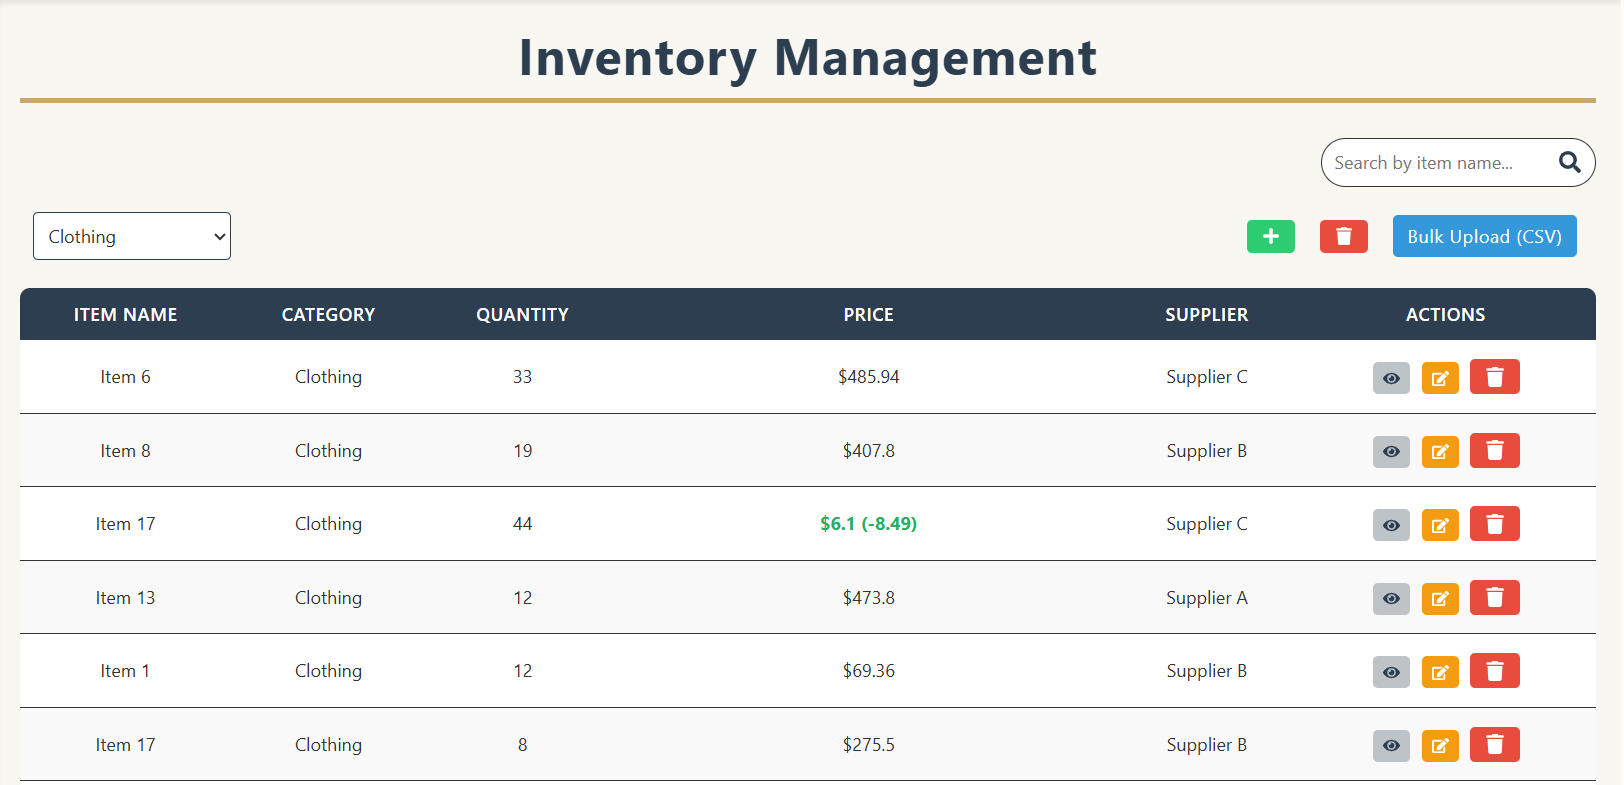 Inventory Management
Search by item name...
Clothing
Bulk Upload (CSV)
ITEM NAME CATEGORY QUANTITY PRICE SUPPLIER ACTIONS
Item 6 Clothing 33 $485.94 Supplier C
Item 8 Clothing 19 $407.8 Supplier B
Item 17 Clothing 44 $6.1 (-8.49) Supplier C
Item 13 Clothing 12 $473.8 Supplier A
Item 1 Clothing 12 $69.36 Supplier B
Item 17 Clothing 8 $275.5 Supplier B